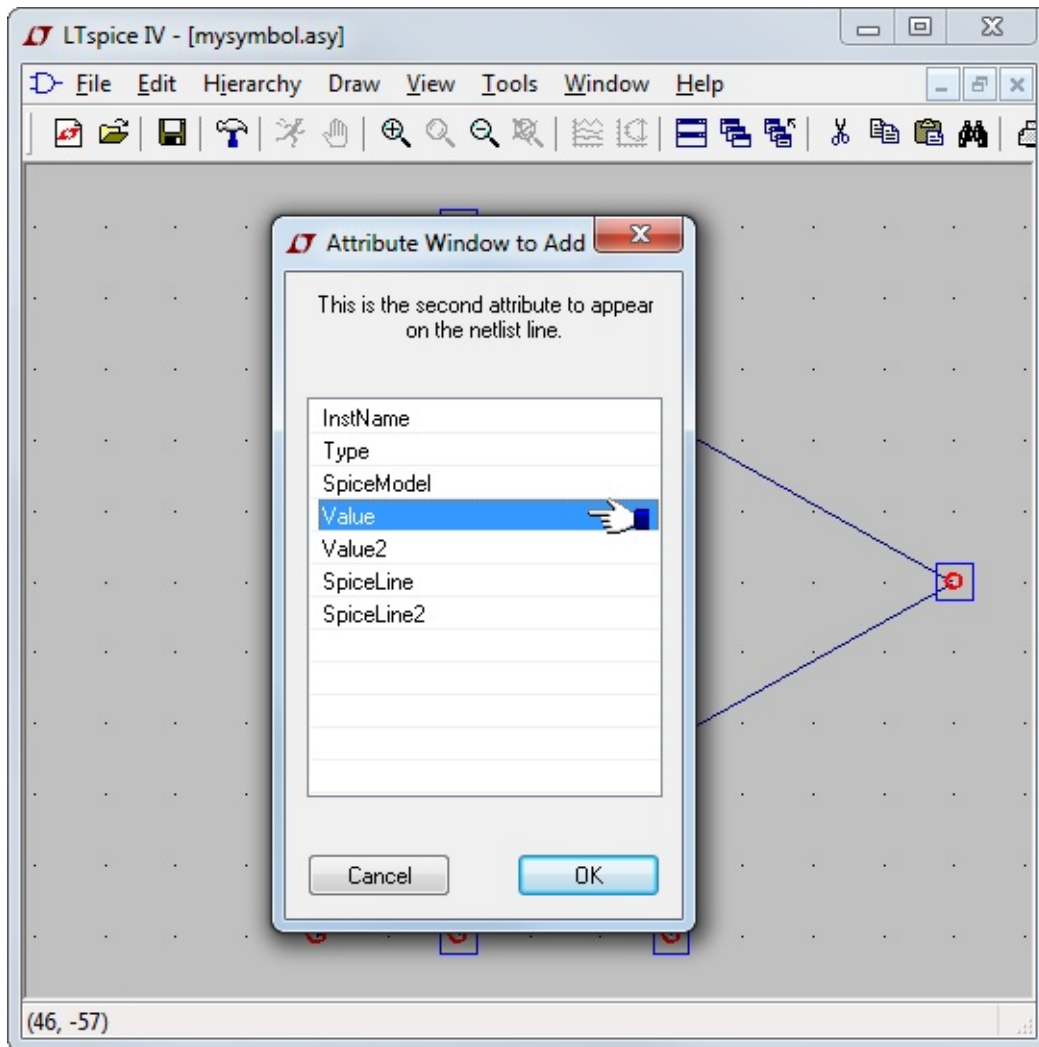 LTspice IV - [mysymbol.asy]
File Edit Hierarchy Draw View Tools Window Help
Attribute Window to Add
This is the second attribute to appear
on the netlist line.
InstName
Type
SpiceModel
Value
Value2
SpiceLine
SpiceLine2
Cancel OK
(46, -57)